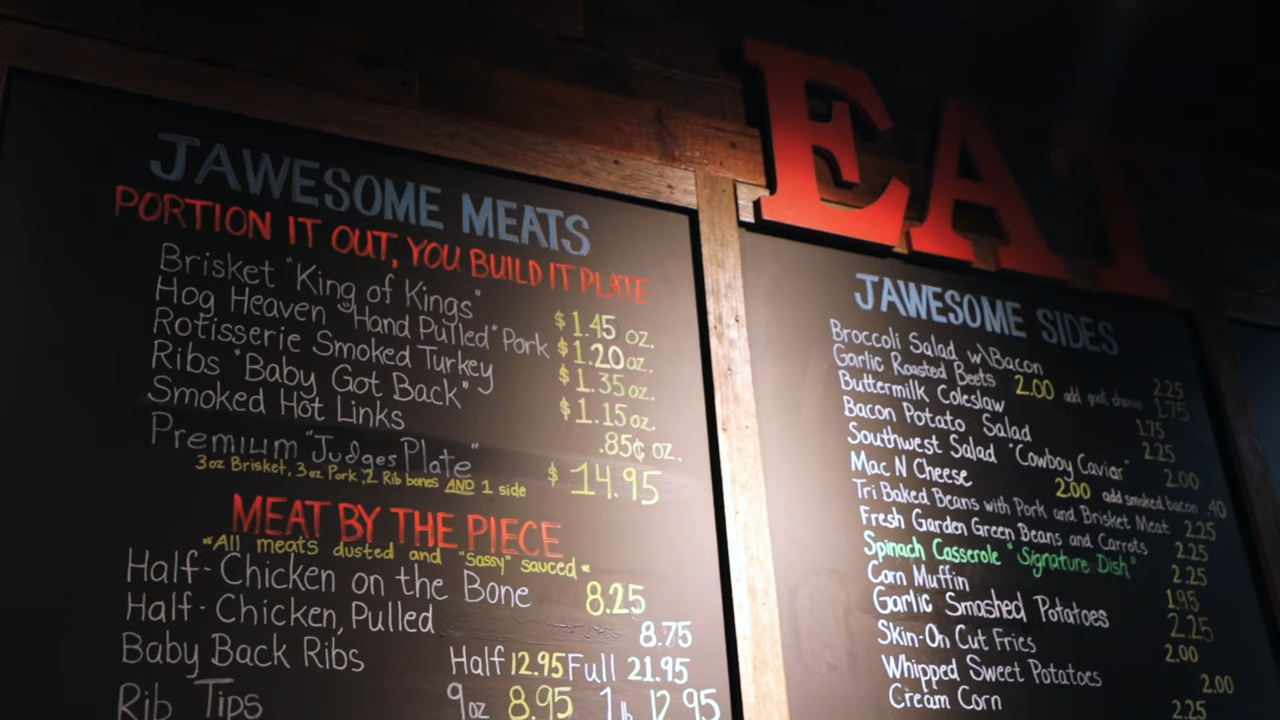 EAT
JAWESOME MEATS
PORTION IT OUT, YOU BUILD IT PLATE
Brisket "King of Kings" $1.45 oz.
Hog Heaven "Hand Pulled" Pork $1.20 oz.
Rotisserie Smoked Turkey $1.35 oz.
Ribs "Baby Got Back" $1.15 oz.
Smoked Hot Links .85¢ oz.
Premium "Judges Plate" $14.95
3oz Brisket, 3oz Pork, 2 Rib bones AND 1 side
MEAT BY THE PIECE
*All meats dusted and "Sassy" sauced*
Half-Chicken on the Bone 8.25
Half-Chicken, Pulled 8.75
Baby Back Ribs Half 12.95 Full 21.95
Rib Tips 9oz 8.95 1lb 12.95
JAWESOME SIDES
Broccoli Salad w\Bacon 2.25
Garlic Roasted Beets 2.00 add goat cheese 1.75
Buttermilk Coleslaw 1.75
Bacon Potato Salad 2.25
Southwest Salad "Cowboy Caviar" 2.00
Mac N Cheese 2.00 add smoked bacon .40
Tri Baked Beans with Pork and Brisket Meat 2.25
Fresh Garden Green Beans and Carrots 2.25
Spinach Casserole "Signature Dish" 2.25
Corn Muffin 1.95
Garlic Smashed Potatoes 2.25
Skin-On Cut Fries 2.00
Whipped Sweet Potatoes 2.00
Cream Corn 2.25